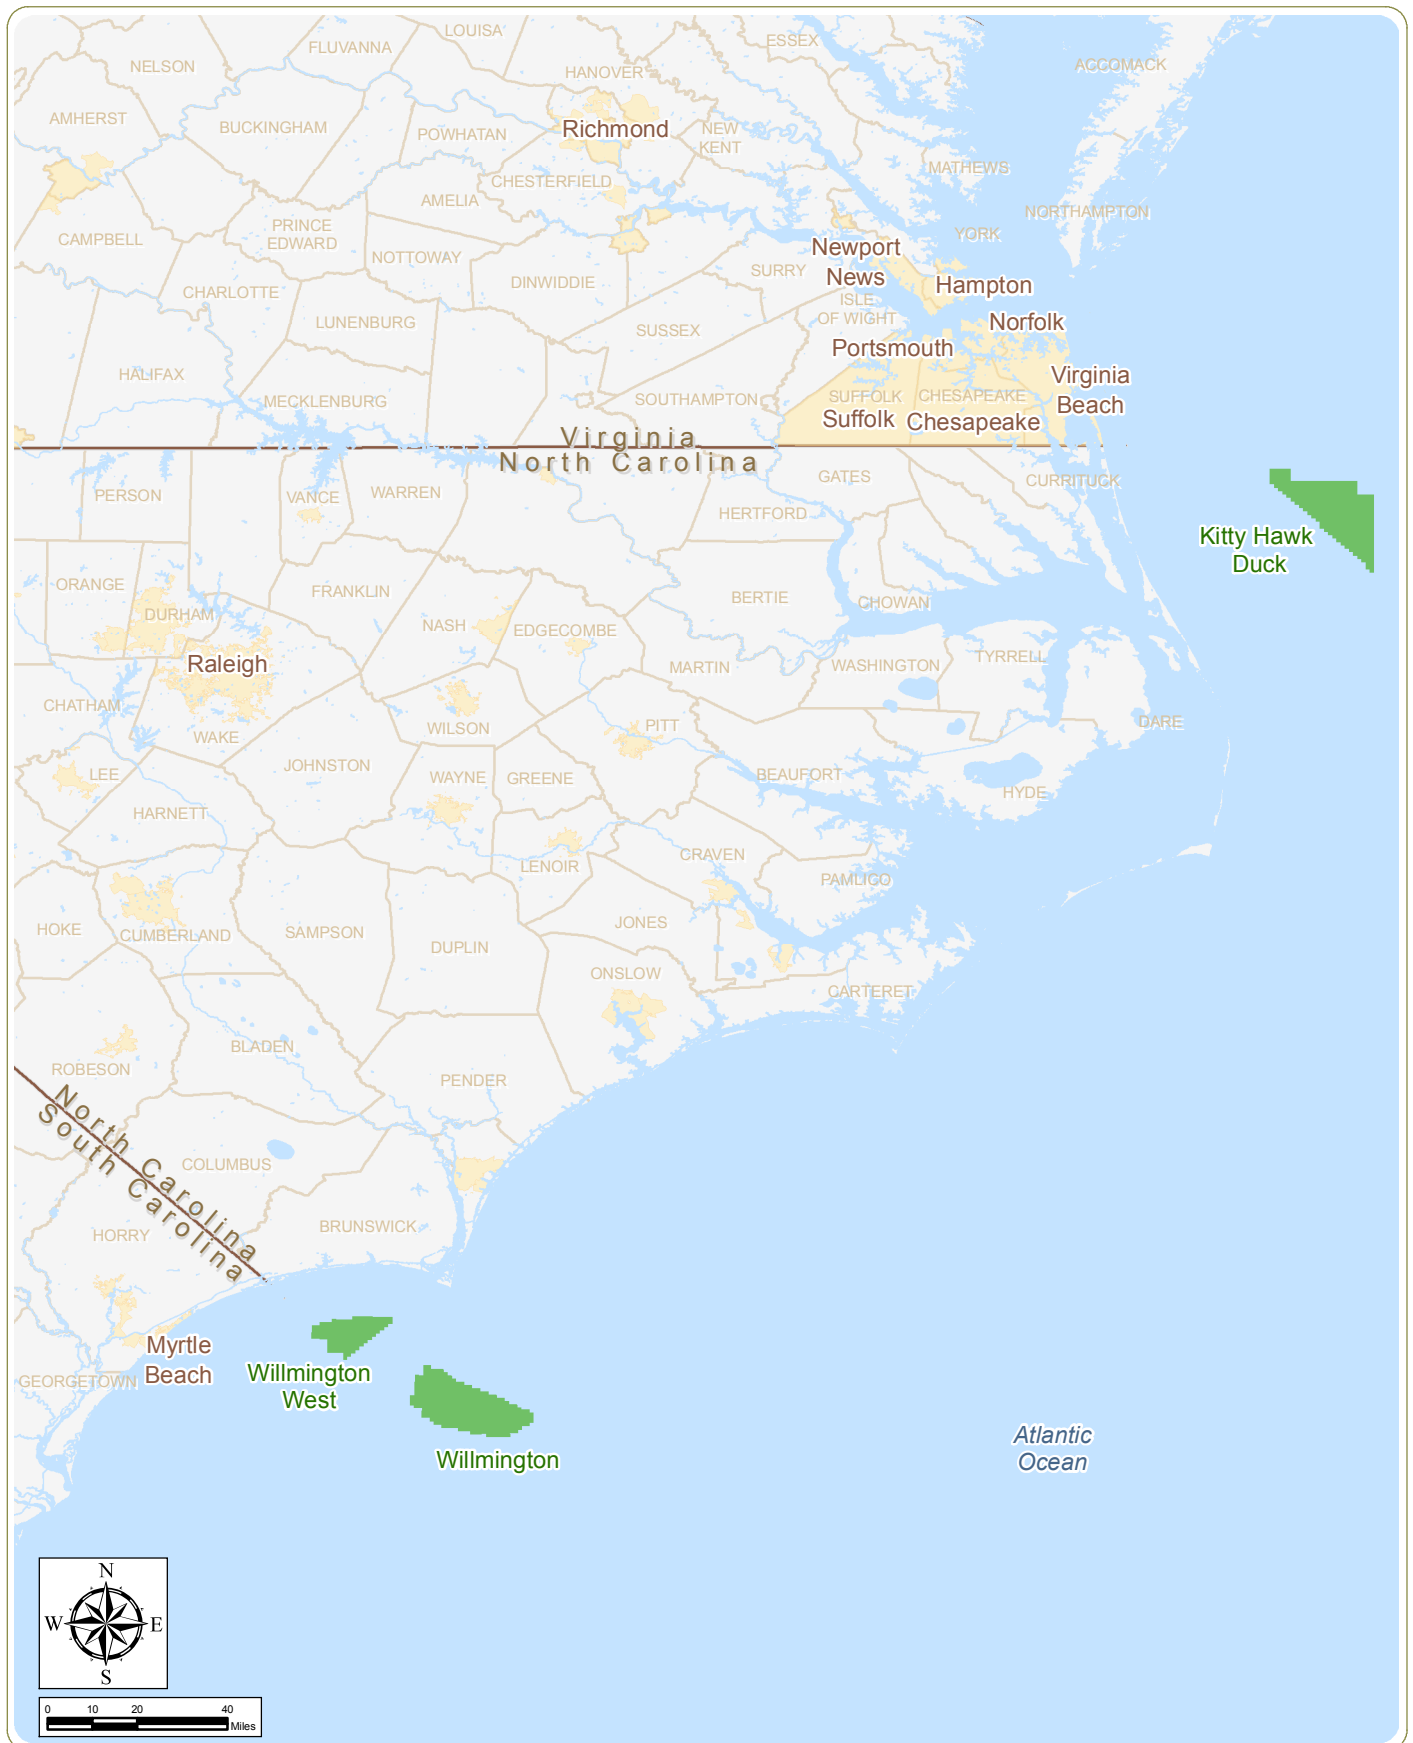 LOUISA
FLUVANNA
ESSEX
NELSON
HANOVER
ACCOMACK
AMHERST
BUCKINGHAM
POWHATAN
Richmond
NEW
KENT
MATHEWS
CHESTERFIELD
AMELIA
NORTHAMPTON
PRINCE
EDWARD
CAMPBELL
YORK
NOTTOWAY
Newport
News
SURRY
DINWIDDIE
Hampton
CHARLOTTE
ISLE
OF WIGHT
LUNENBURG
SUSSEX
Norfolk
Portsmouth
HALIFAX
Virginia
Beach
MECKLENBURG
SOUTHAMPTON
SUFFOLK
CHESAPEAKE
Suffolk
Chesapeake
Virginia
North Carolina
PERSON
VANCE
WARREN
GATES
CURRITUCK
HERTFORD
Kitty Hawk
Duck
ORANGE
FRANKLIN
BERTIE
CHOWAN
DURHAM
NASH
EDGECOMBE
Raleigh
MARTIN
WASHINGTON
TYRRELL
CHATHAM
WAKE
WILSON
PITT
DARE
JOHNSTON
LEE
WAYNE
GREENE
BEAUFORT
HYDE
HARNETT
LENOIR
CRAVEN
PAMLICO
HOKE
CUMBERLAND
SAMPSON
DUPLIN
JONES
ONSLOW
CARTERET
BLADEN
ROBESON
PENDER
North Carolina
South Carolina
COLUMBUS
BRUNSWICK
HORRY
Myrtle
Beach
GEORGETOWN
Willmington
West
Willmington
Atlantic
Ocean
N
W
E
S
0 10 20 40
Miles